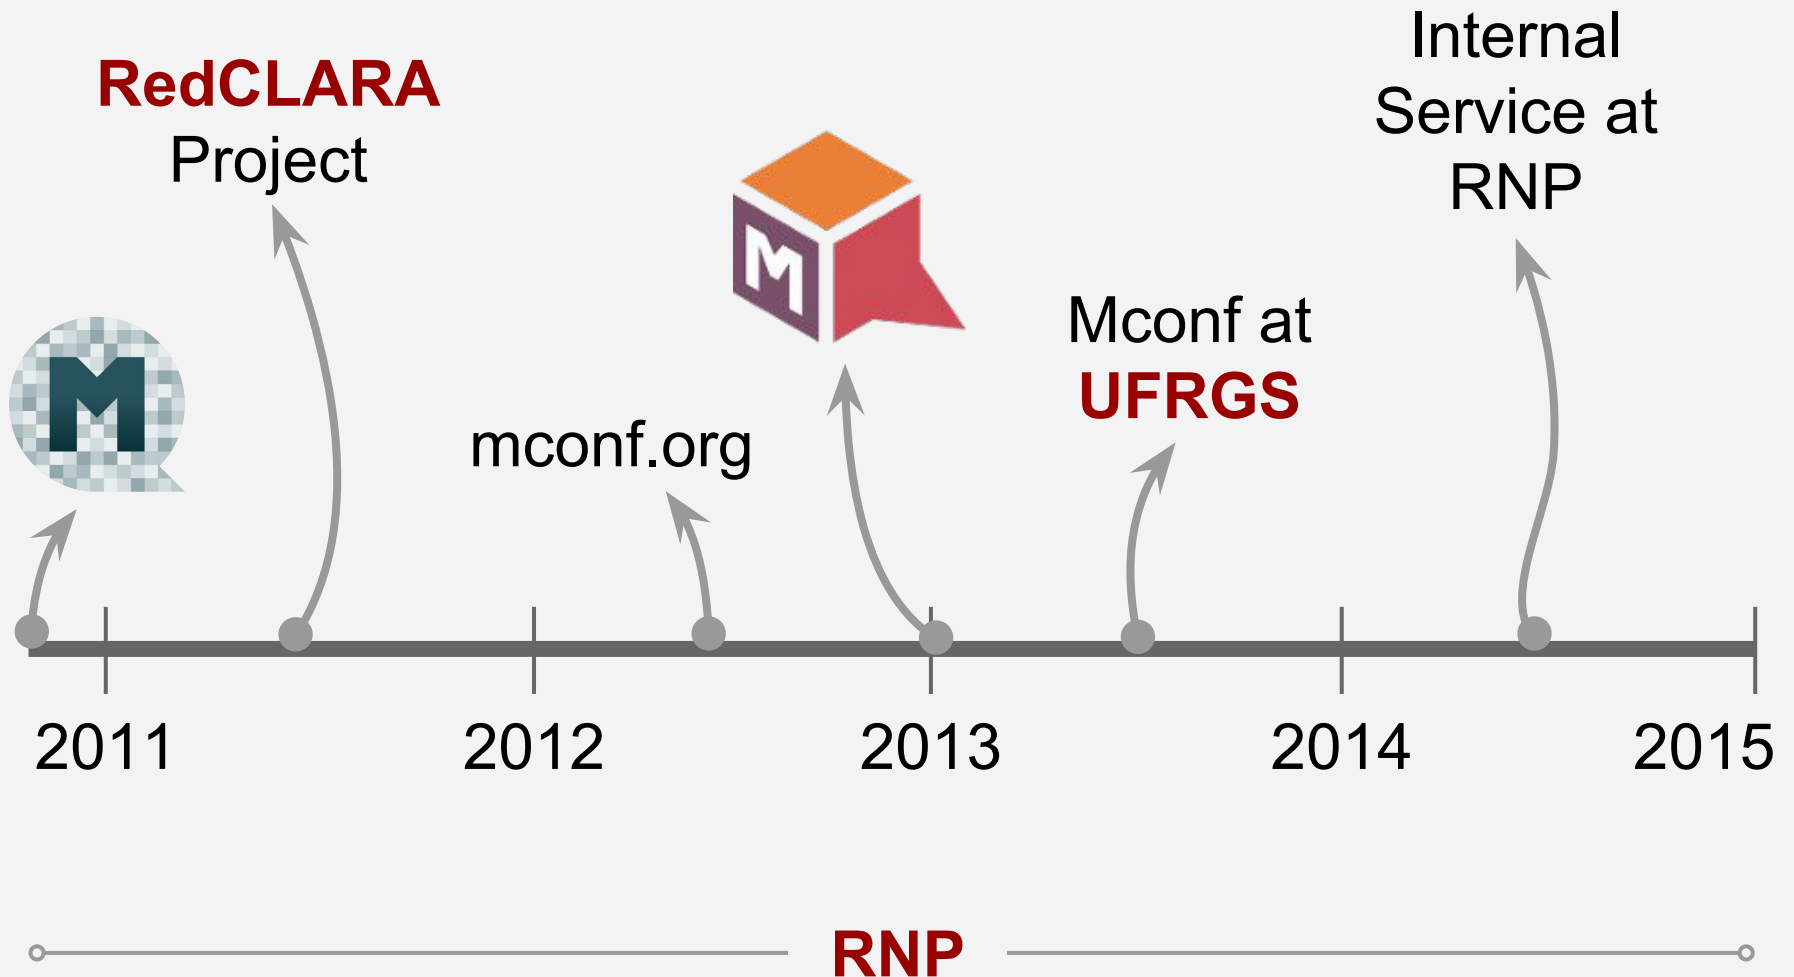 RedCLARA
Project
Internal
Service at
RNP
M
M
Mconf at
UFRGS
mconf.org
2011
2012
2013
2014
2015
RNP